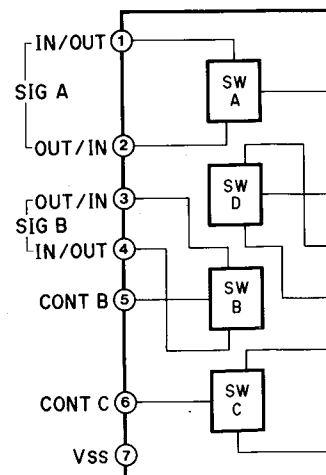 IN/OUT 1
SW
A
SIG A
OUT/IN 2
SW
D
OUT/IN 3
SIG B
IN/OUT 4
SW
B
CONT B 5
SW
C
CONT C 6
VSS 7